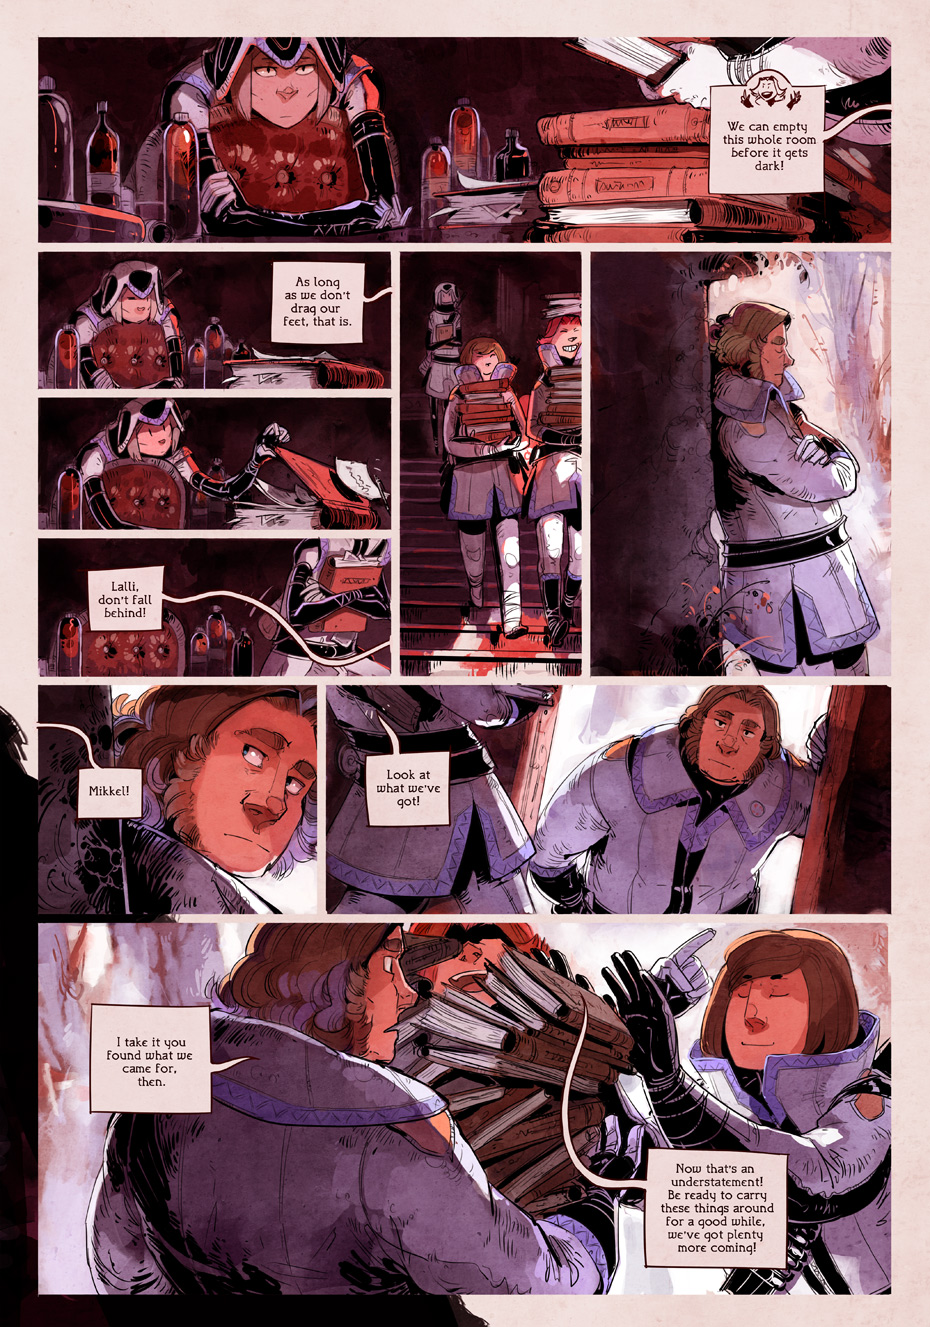 We can empty
this whole room
before it gets
dark!
As long
as we don't
drag our
feet, that is.
Lalli,
don't fall
behind!
Mikkel!
Look at
what we've
got!
I take it you
found what we
came for,
then.
Now that's an
understatement!
Be ready to carry
these things around
for a good while,
we've got plenty
more coming!